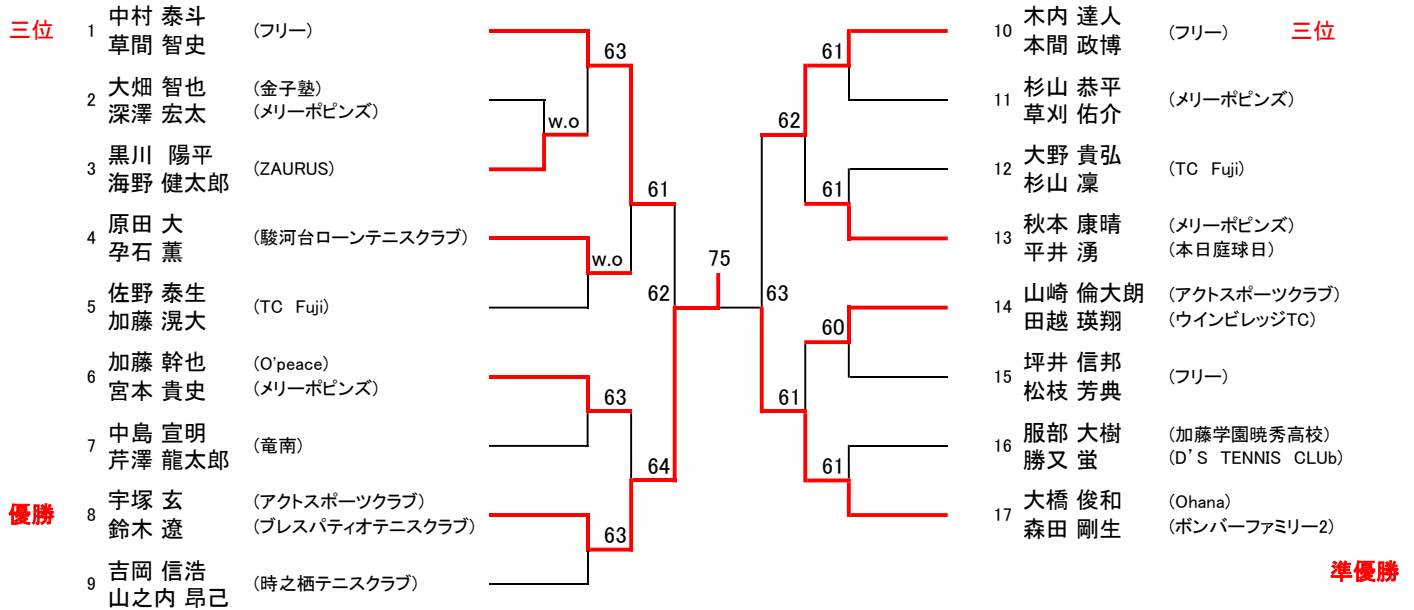 三位
1
中村 泰斗
草間 智史
(フリー)
2
大畑 智也
深澤 宏太
(金子塾)
(メリーポピンズ)
3
黒川 陽平
海野 健太郎
(ZAURUS)
4
原田 大
孕石 薫
(駿河台ローンテニスクラブ)
5
佐野 泰生
加藤 滉大
(TC Fuji)
6
加藤 幹也
宮本 貴史
(O'peace)
(メリーポピンズ)
7
中島 宣明
芹澤 龍太郎
(竜南)
優勝
8
宇塚 玄
鈴木 遼
(アクトスポーツクラブ)
(ブレスパティオテニスクラブ)
9
吉岡 信浩
山之内 昂己
(時之栖テニスクラブ)
63
w.o
61
w.o
62
63
64
63
75
61
62
61
63
60
61
61
10
木内 達人
本間 政博
(フリー)
三位
11
杉山 恭平
草刈 佑介
(メリーポピンズ)
12
大野 貴弘
杉山 凜
(TC Fuji)
13
秋本 康晴
平井 湧
(メリーポピンズ)
(本日庭球日)
14
山崎 倫大朗
田越 瑛翔
(アクトスポーツクラブ)
(ウインビレッジTC)
15
坪井 信邦
松枝 芳典
(フリー)
16
服部 大樹
勝又 蛍
(加藤学園暁秀高校)
(D'S TENNIS CLUb)
17
大橋 俊和
森田 剛生
(Ohana)
(ボンバーファミリー2)
準優勝